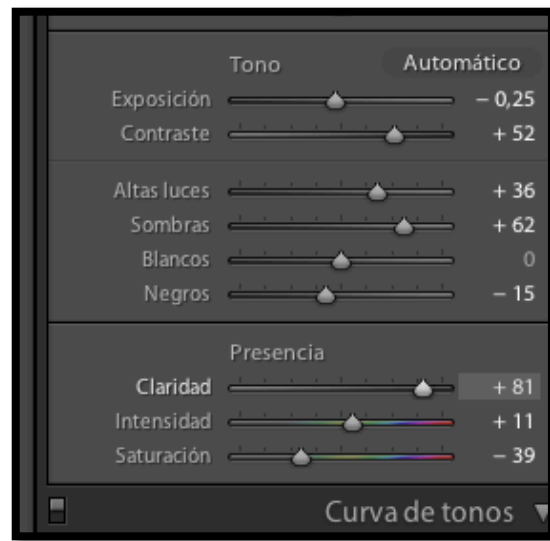 Tono Automático
Exposición − 0,25
Contraste + 52
Altas luces + 36
Sombras + 62
Blancos 0
Negros − 15
Presencia
Claridad + 81
Intensidad + 11
Saturación − 39
Curva de tonos